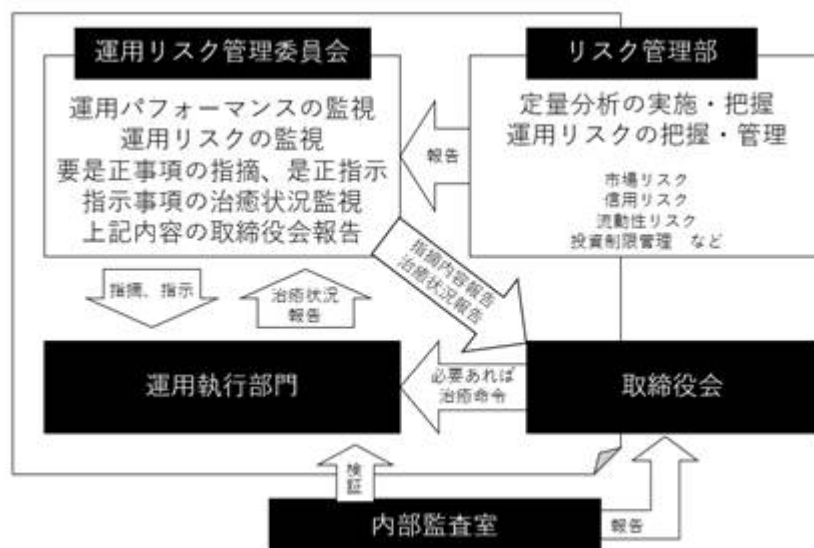 運用リスク管理委員会
運用パフォーマンスの監視
運用リスクの監視
要是正事項の指摘、是正指示
指示事項の治癒状況監視
上記内容の取締役会報告
リスク管理部
定量分析の実施・把握
運用リスクの把握・管理
市場リスク
信用リスク
流動性リスク
投資制限管理 など
報告
指摘内容報告
治癒状況報告
指摘、指示
治癒状況
報告
運用執行部門
必要あれば
治癒命令
取締役会
検証
内部監査室
報告